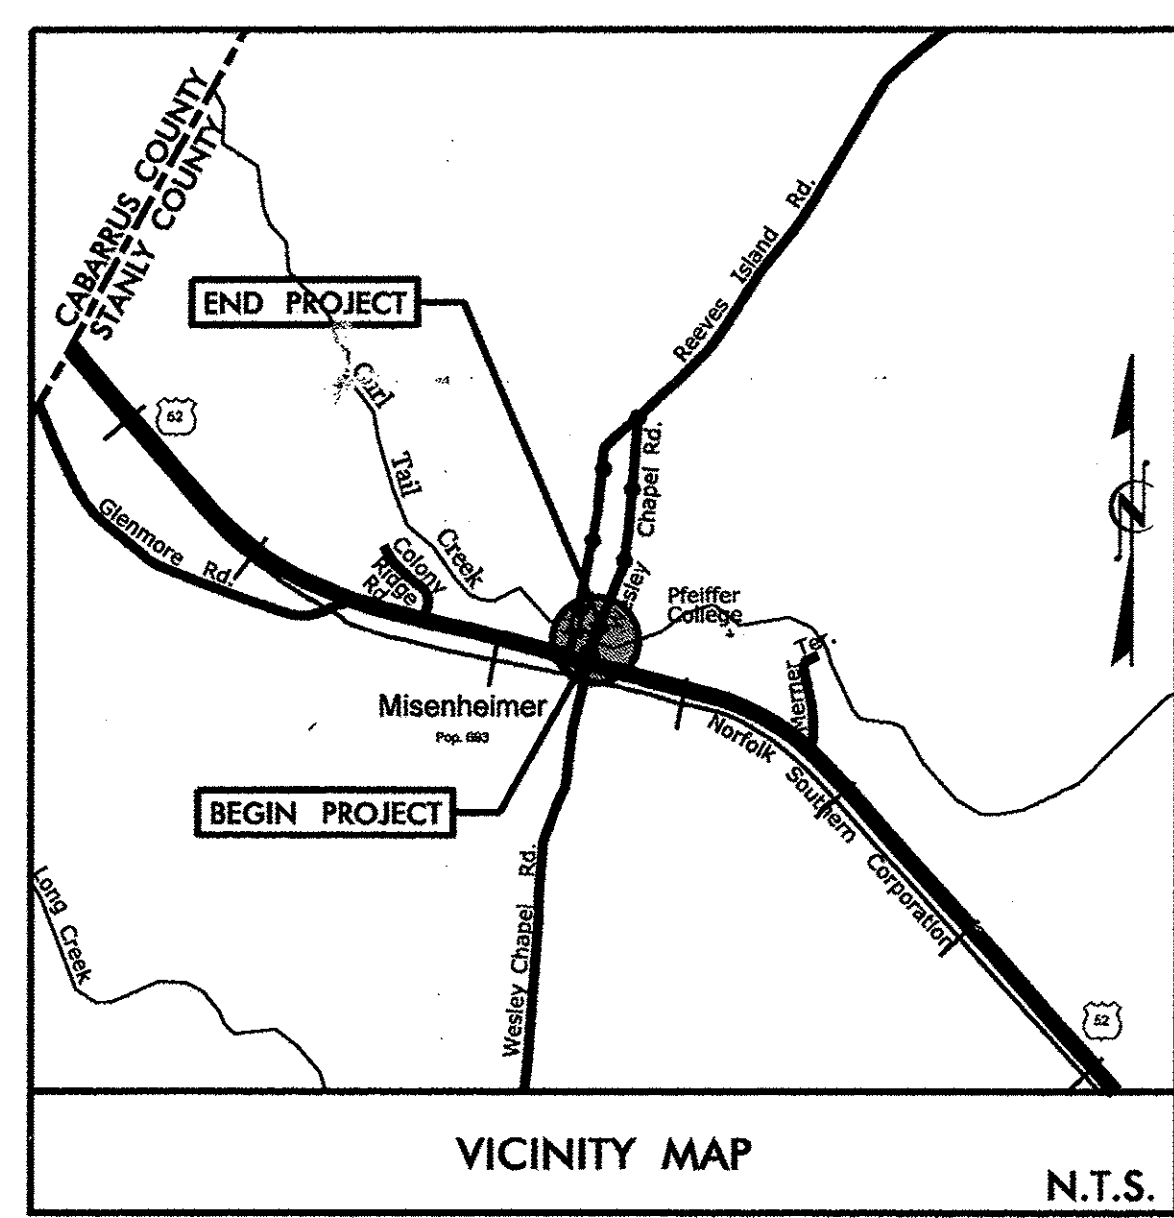 CABARRUS COUNTY
STANLY COUNTY
Reeves Island Rd.
END PROJECT
Curl
Tail
Creek
52
Glenmore Rd.
Colony
Ridge
Rd
Chapel Rd.
Pfeiffer
College
Merner Ter.
N
Misenheimer
Pop. 693
Norfolk Southern Corporation
BEGIN PROJECT
Wesley Chapel Rd.
Long Creek
52
VICINITY MAP
N.T.S.